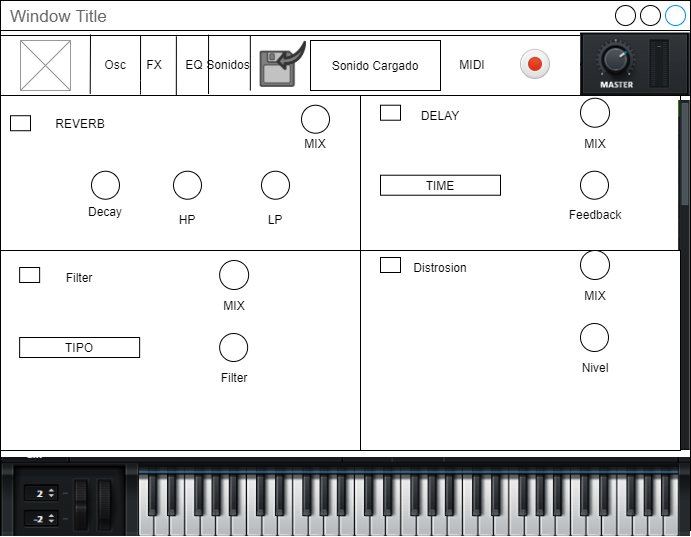 Window Title
Osc
FX
EQ
Sonidos
Sonido Cargado
MIDI
MASTER
REVERB
MIX
DELAY
MIX
Decay
HP
LP
TIME
Feedback
Filter
MIX
Distrosion
MIX
TIPO
Filter
Nivel
2
-2